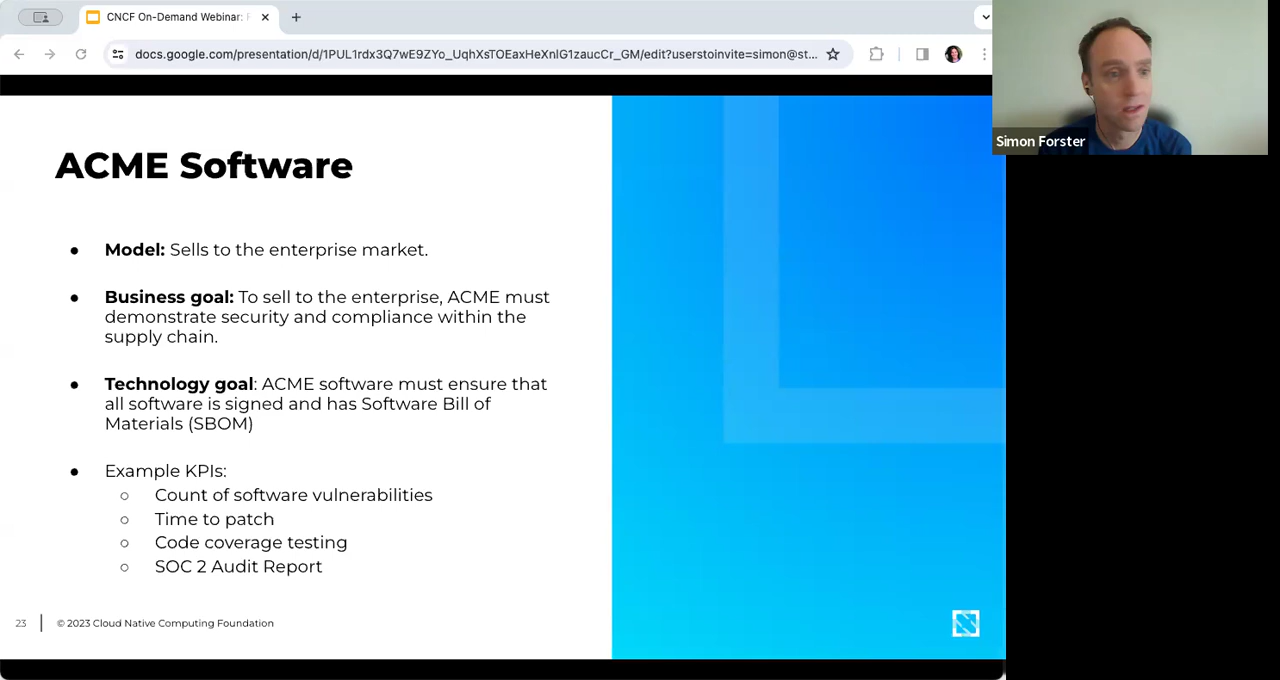 CNCF On-Demand Webinar:
docs.google.com/presentation/d/1PUL1rdx3Q7wE9ZYo_UqhXsTOEaxHeXnlG1zaucCr_GM/edit?userstoinvite=simon@st...
Simon Forster
ACME Software
● Model: Sells to the enterprise market.
● Business goal: To sell to the enterprise, ACME must
demonstrate security and compliance within the
supply chain.
● Technology goal: ACME software must ensure that
all software is signed and has Software Bill of
Materials (SBOM)
● Example KPIs:
○ Count of software vulnerabilities
○ Time to patch
○ Code coverage testing
○ SOC 2 Audit Report
23 | © 2023 Cloud Native Computing Foundation